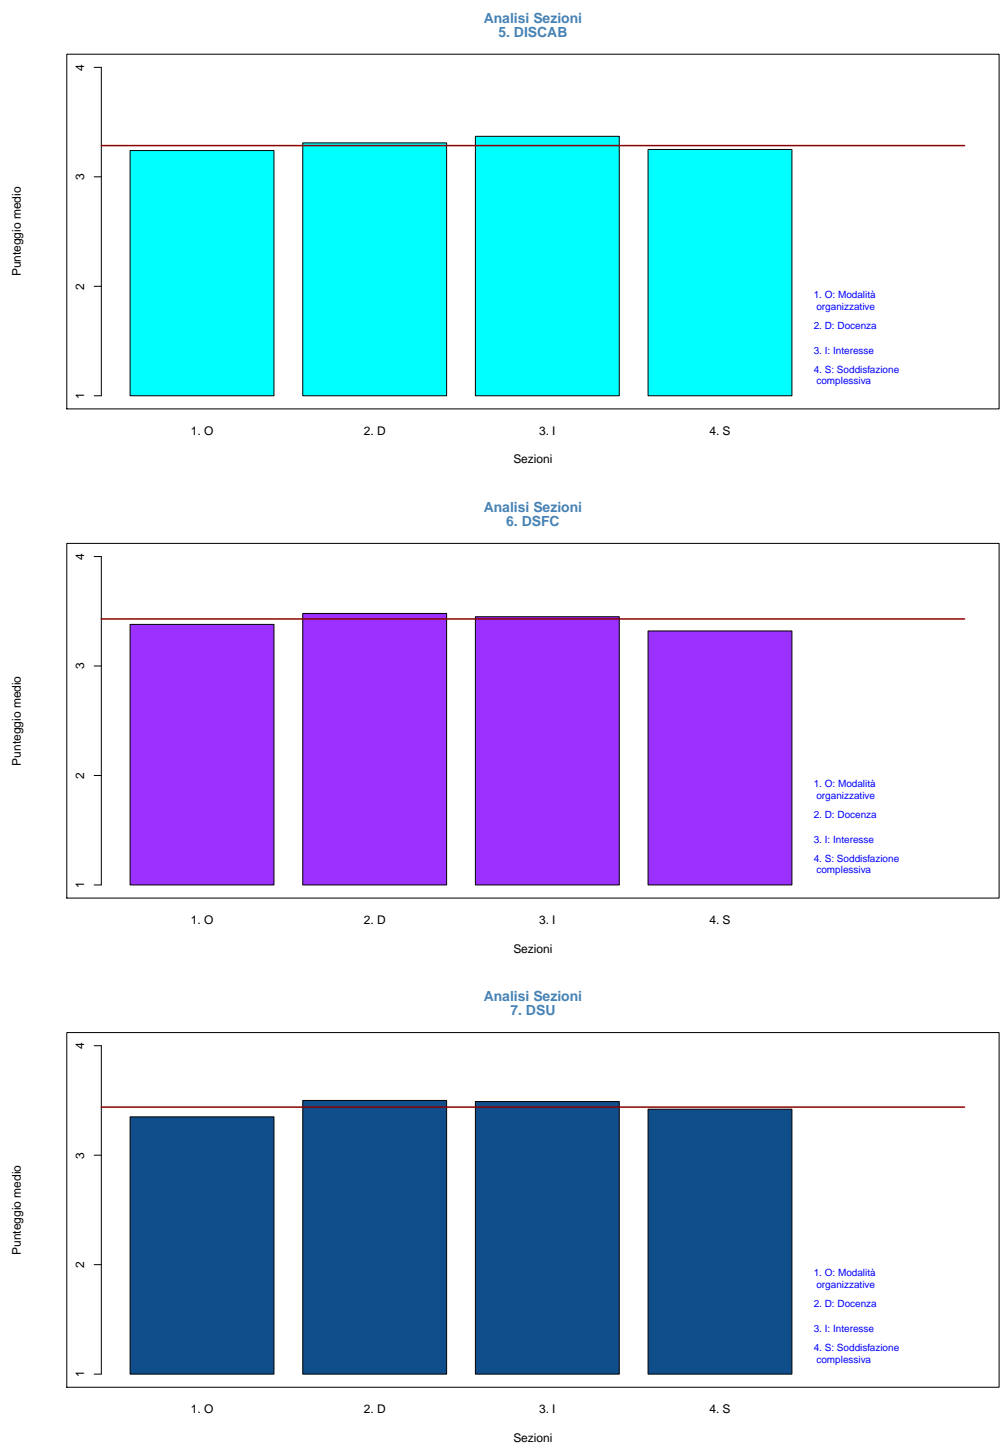 Analisi Sezioni
5. DISCAB
Punteggio medio
4
3
2
1
1. O: Modalità
organizzative
2. D: Docenza
3. I: Interesse
4. S: Soddisfazione
complessiva
1. O
2. D
3. I
4. S
Sezioni
Analisi Sezioni
6. DSFC
Punteggio medio
4
3
2
1
1. O: Modalità
organizzative
2. D: Docenza
3. I: Interesse
4. S: Soddisfazione
complessiva
1. O
2. D
3. I
4. S
Sezioni
Analisi Sezioni
7. DSU
Punteggio medio
4
3
2
1
1. O: Modalità
organizzative
2. D: Docenza
3. I: Interesse
4. S: Soddisfazione
complessiva
1. O
2. D
3. I
4. S
Sezioni